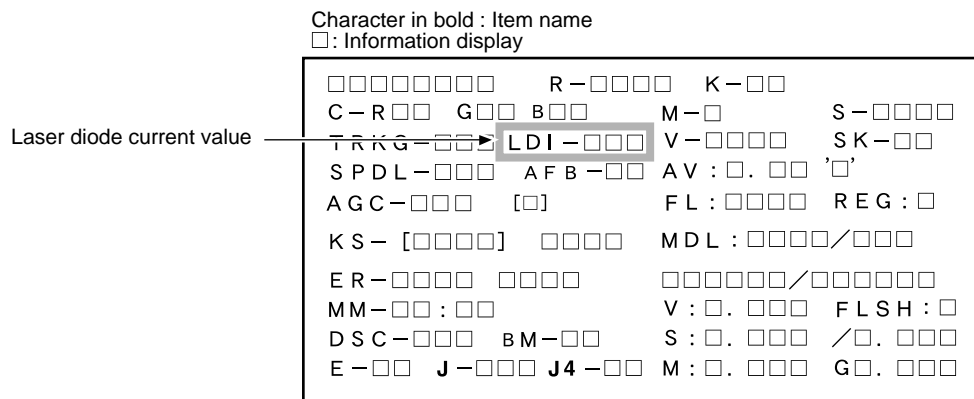 Character in bold : Item name
□: Information display
□□□□□□□□ R－□□□□ K－□□
C－R□□ G□□ B□□ M－□ S－□□□□
Laser diode current value TRKG－□□□ LDI－□□□ V－□□□□ SK－□□
SPDL－□□□ AFB－□□ AV:□. □□ '□'
AGC－□□□ [□] FL:□□□□ REG:□
KS－ [□□□□] □□□□ MDL:□□□□／□□□
ER－□□□□ □□□□ □□□□□□／□□□□□□
MM－□□:□□ V:□. □□□ FLSH:□
DSC－□□□ BM－□□ S:□. □□□ ／□. □□□
E－□□ J－□□□ J4－□□ M:□. □□□ G□. □□□